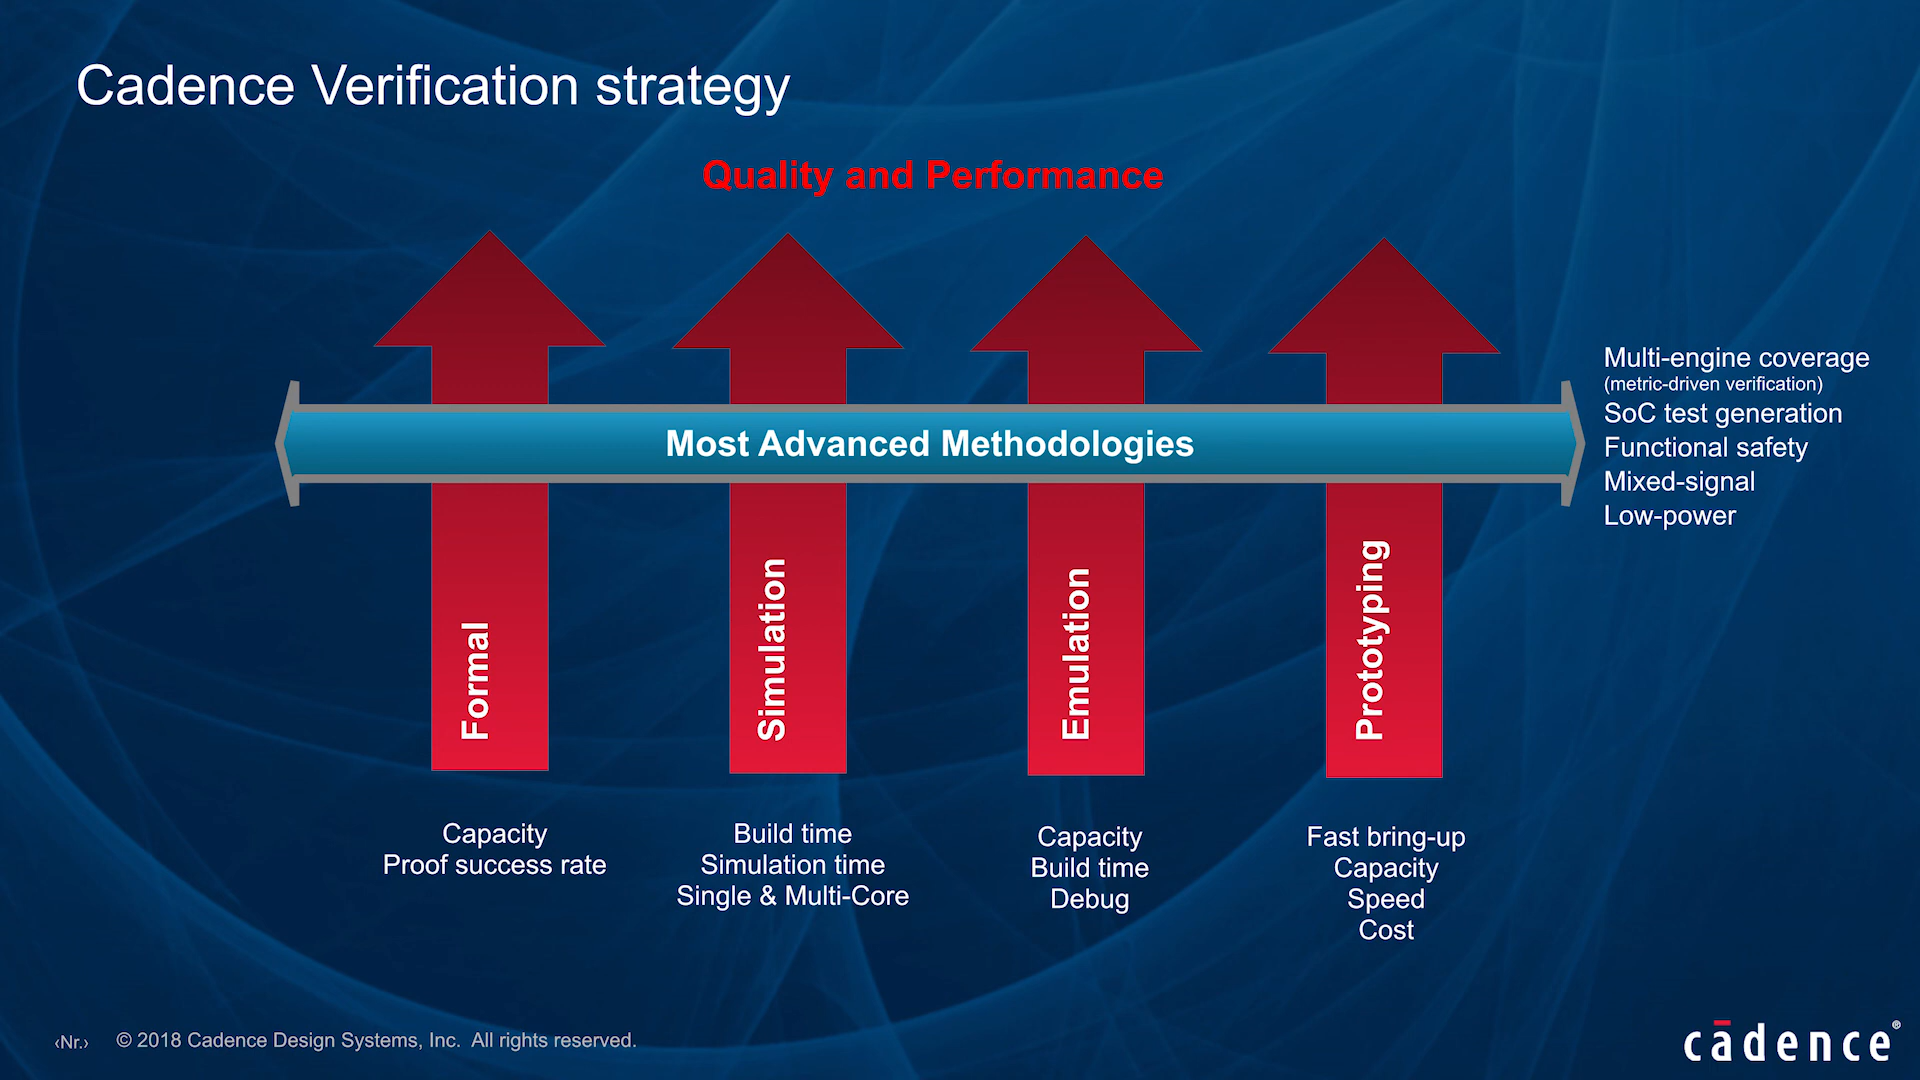 Cadence Verification strategy
Quality and Performance
Most Advanced Methodologies
Multi-engine coverage
(metric-driven verification)
SoC test generation
Functional safety
Mixed-signal
Low-power
Formal
Simulation
Emulation
Prototyping
Capacity
Proof success rate
Build time
Simulation time
Single & Multi-Core
Capacity
Build time
Debug
Fast bring-up
Capacity
Speed
Cost
‹Nr.› © 2018 Cadence Design Systems, Inc. All rights reserved.
cādence®